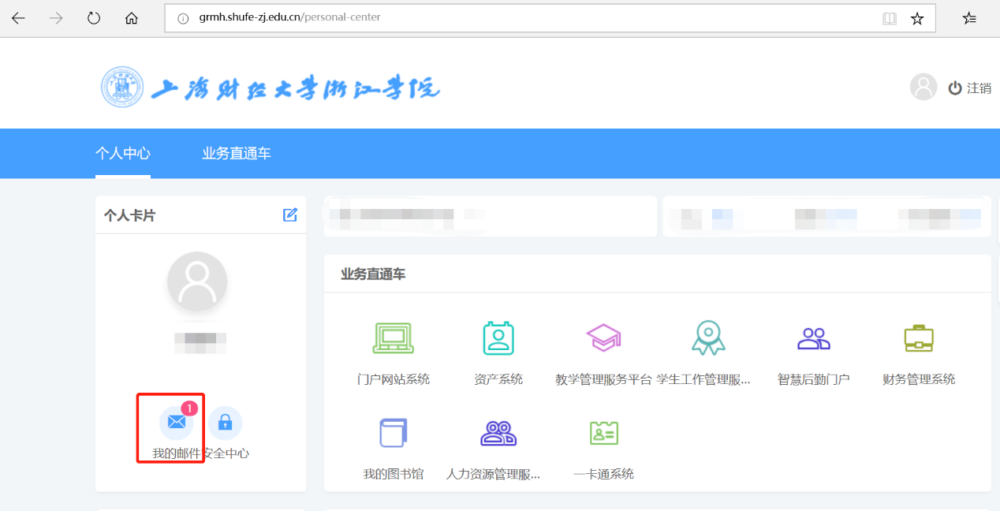 grmh.shufe-zj.edu.cn/personal-center
上海财经大学浙江学院
注销
个人中心 业务直通车
个人卡片
业务直通车
门户网站系统 资产系统 教学管理服务平台 学生工作管理服... 智慧后勤门户 财务管理系统
1
我的邮件 安全中心
我的图书馆 人力资源管理服... 一卡通系统